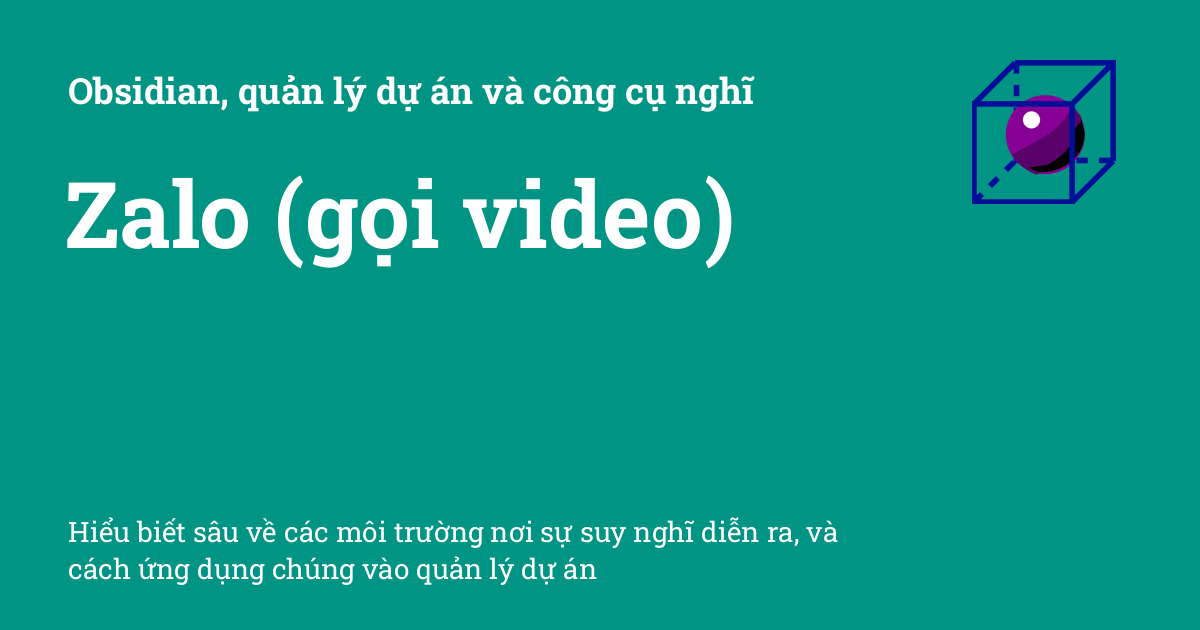 Obsidian, quản lý dự án và công cụ nghĩ
Zalo (gọi video)
Hiểu biết sâu về các môi trường nơi sự suy nghĩ diễn ra, và
cách ứng dụng chúng vào quản lý dự án